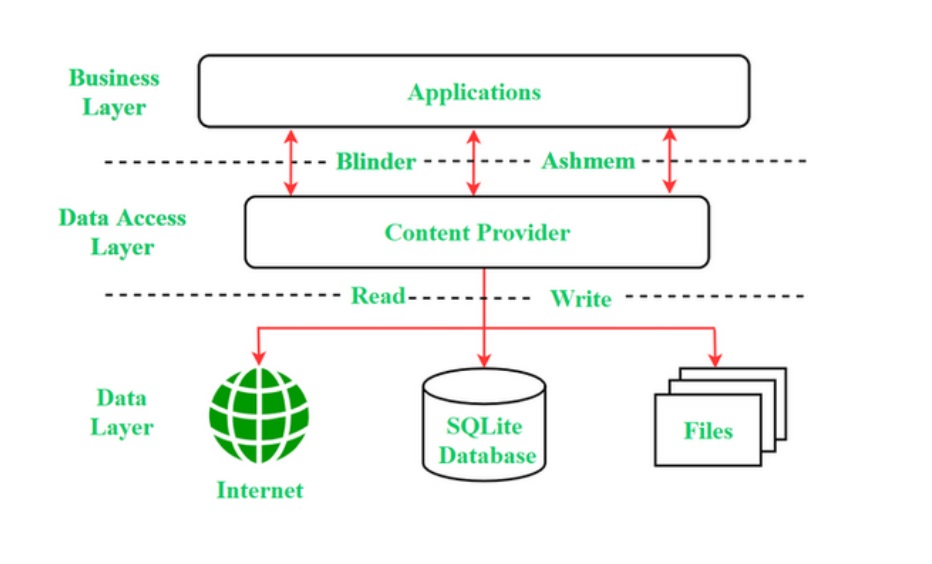 Business
Layer
Applications
Blinder
Ashmem
Data Access
Layer
Content Provider
Read
Write
Data
Layer
Internet
SQLite
Database
Files